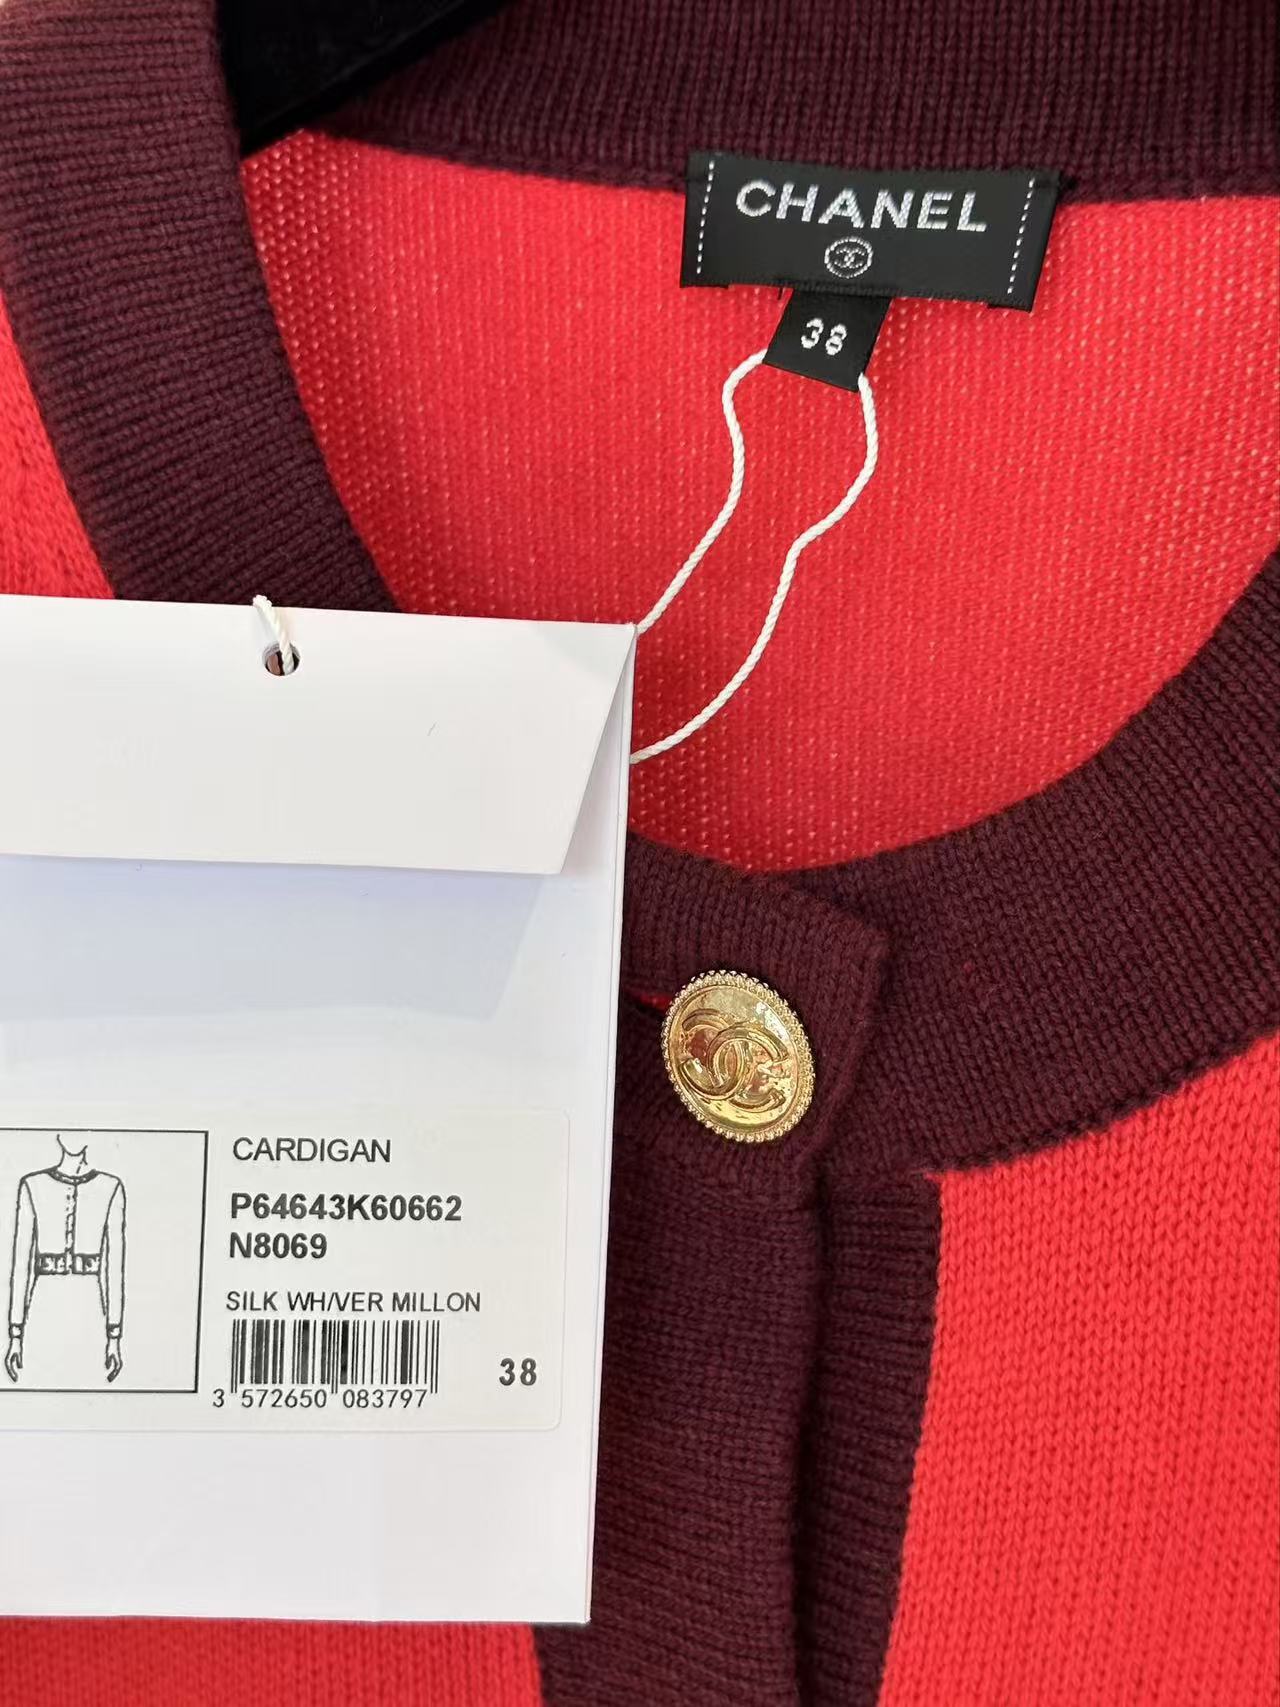 CHANEL
38
CARDIGAN
P64643K60662
N8069
SILK WH/VER MILLON
3 572650 083797
38